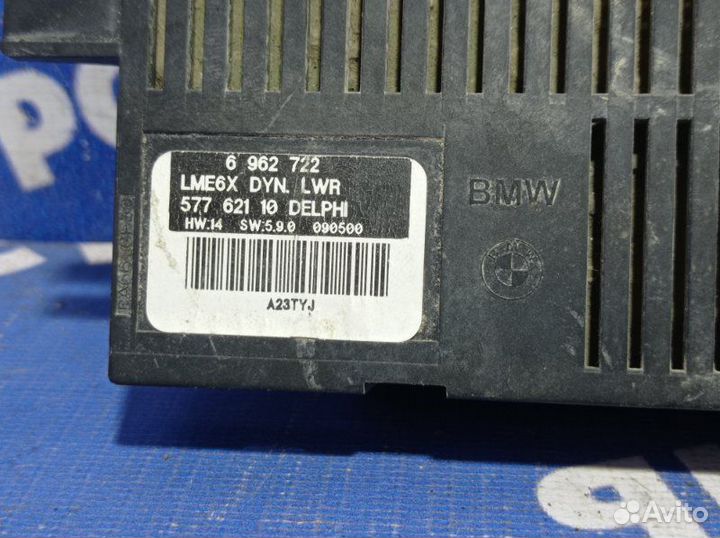 6 962 722
LME6X DYN. LWR
577 621 10 DELPHI
HW:14 SW:5.9.0 090500
A23TYJ
BMW
Avito